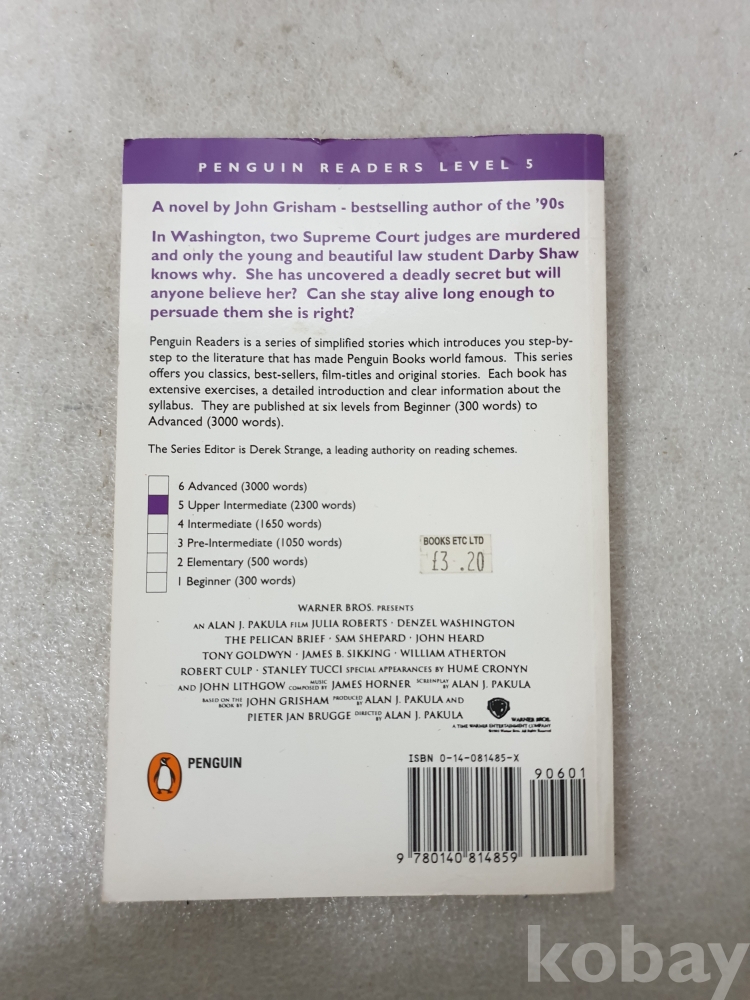 PENGUIN READERS LEVEL 5
A novel by John Grisham - bestselling author of the '90s
In Washington, two Supreme Court judges are murdered
and only the young and beautiful law student Darby Shaw
knows why. She has uncovered a deadly secret but will
anyone believe her? Can she stay alive long enough to
persuade them she is right?
Penguin Readers is a series of simplified stories which introduces you step-by-
step to the literature that has made Penguin Books world famous. This series
offers you classics, best-sellers, film-titles and original stories. Each book has
extensive exercises, a detailed introduction and clear information about the
syllabus. They are published at six levels from Beginner (300 words) to
Advanced (3000 words).
The Series Editor is Derek Strange, a leading authority on reading schemes.
6 Advanced (3000 words)
5 Upper Intermediate (2300 words)
4 Intermediate (1650 words)
3 Pre-Intermediate (1050 words)
2 Elementary (500 words)
1 Beginner (300 words)
BOOKS ETC LTD
£3.20
WARNER BROS. PRESENTS
AN ALAN J. PAKULA FILM JULIA ROBERTS · DENZEL WASHINGTON
THE PELICAN BRIEF · SAM SHEPARD · JOHN HEARD
TONY GOLDWYN · JAMES B. SIKKING · WILLIAM ATHERTON
ROBERT CULP · STANLEY TUCCI SPECIAL APPEARANCES BY HUME CRONYN
AND JOHN LITHGOW MUSIC COMPOSED BY JAMES HORNER SCREENPLAY BY ALAN J. PAKULA
BASED ON THE BOOK BY JOHN GRISHAM PRODUCED BY ALAN J. PAKULA AND
PIETER JAN BRUGGE DIRECTED BY ALAN J. PAKULA
WARNER BROS.
A TIME WARNER ENTERTAINMENT COMPANY
PENGUIN
ISBN 0-14-081485-X
90601
9 780140 814859
kobay